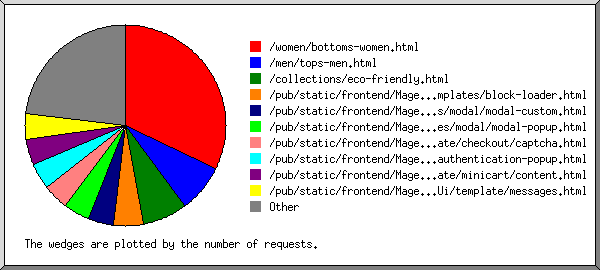 /women/bottoms-women.html
/men/tops-men.html
/collections/eco-friendly.html
/pub/static/frontend/Mage...mplates/block-loader.html
/pub/static/frontend/Mage...s/modal/modal-custom.html
/pub/static/frontend/Mage...es/modal/modal-popup.html
/pub/static/frontend/Mage...ate/checkout/captcha.html
/pub/static/frontend/Mage...authentication-popup.html
/pub/static/frontend/Mage...ate/minicart/content.html
/pub/static/frontend/Mage...Ui/template/messages.html
Other
The wedges are plotted by the number of requests.